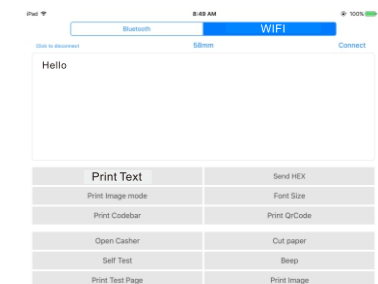 iPad 8:49 AM 100%
Bluetooth WIFI
Click to disconnect 58mm Connect
Hello
Print Text Send HEX
Print Image mode Font Size
Print Codebar Print QrCode
Open Casher Cut paper
Self Test Beep
Print Test Page Print Image